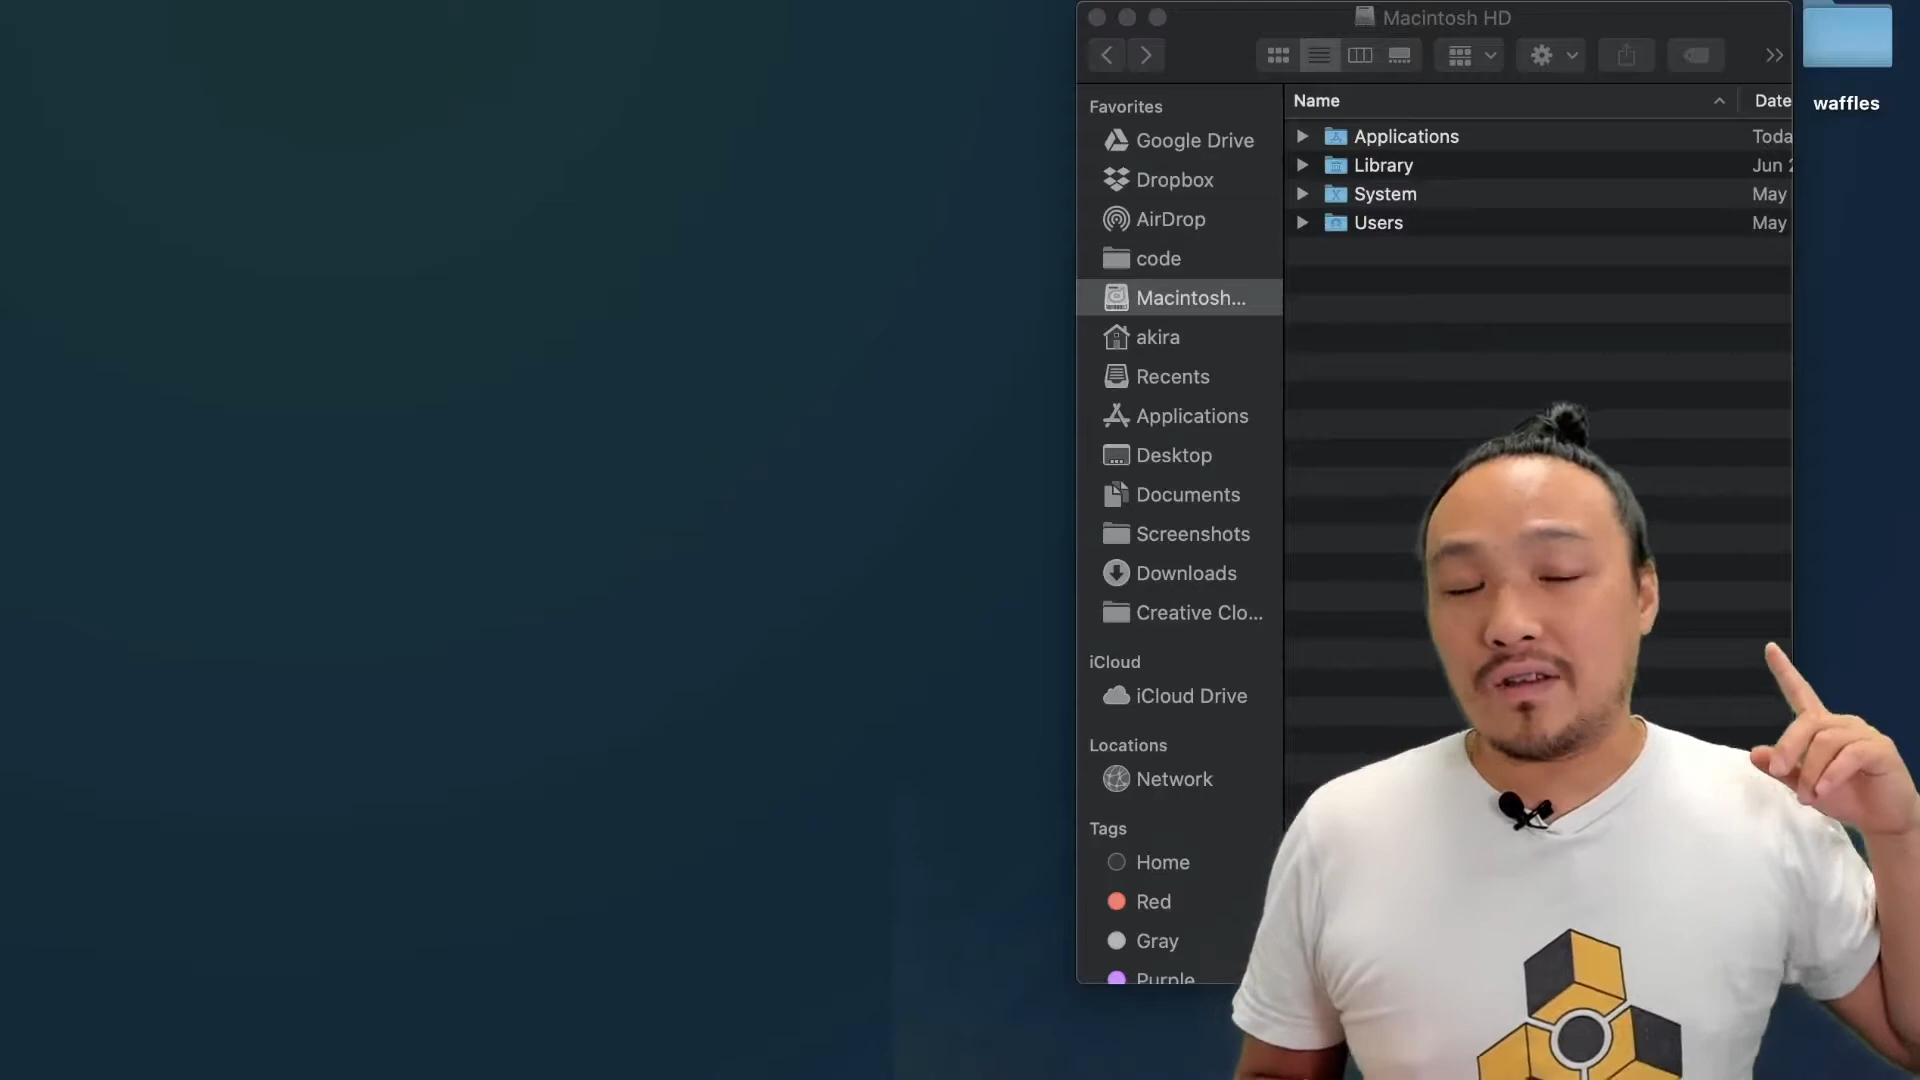 Macintosh HD
Favorites
Google Drive
Dropbox
AirDrop
code
Macintosh...
akira
Recents
Applications
Desktop
Documents
Screenshots
Downloads
Creative Clo...
iCloud
iCloud Drive
Locations
Network
Tags
Home
Red
Gray
Purple
Name Date
Applications Toda
Library Jun 2
System May
Users May
waffles